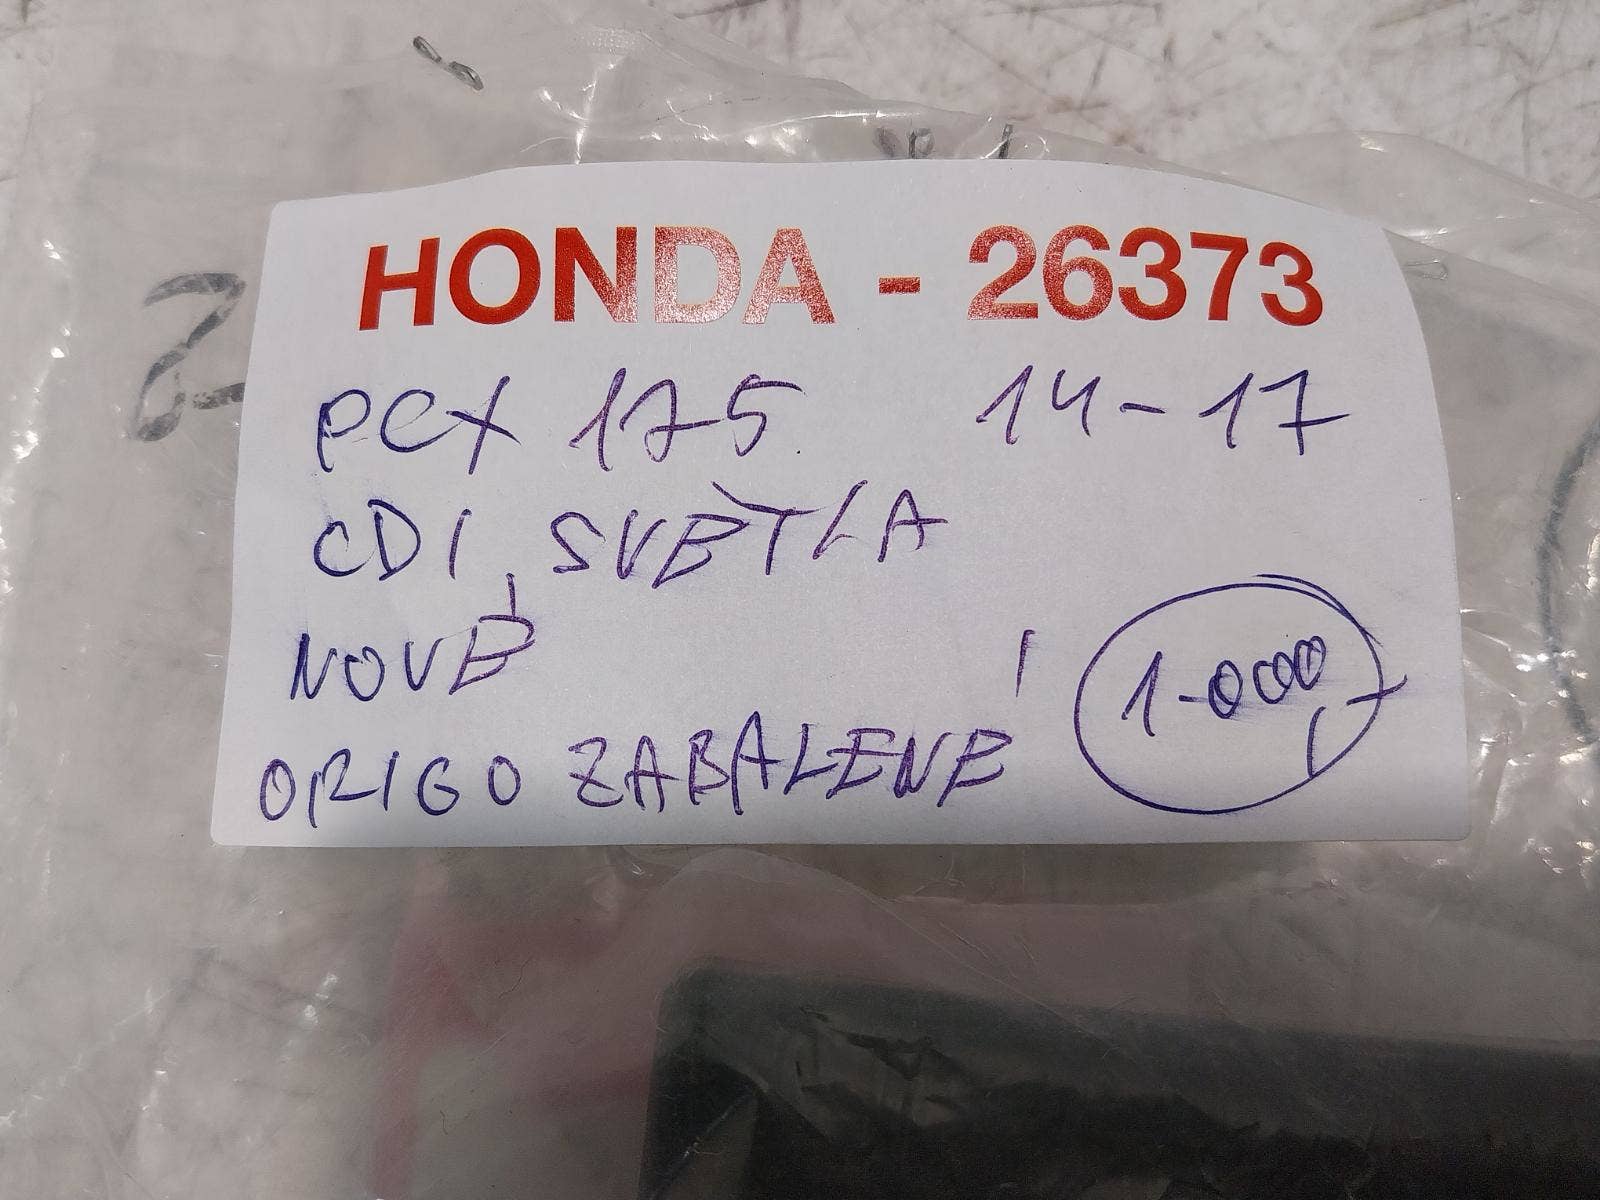 HONDA - 26373
PCX 125 14-17
CDI SVĚTLA
NOVÉ
ORIGO ZABALENÉ
1-000